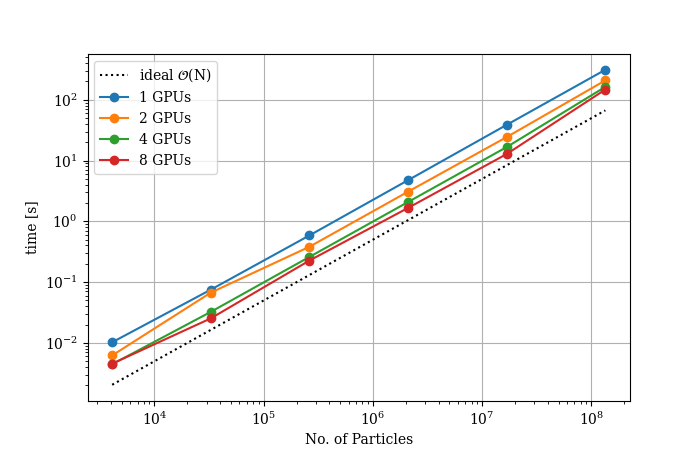 ideal 𝒪(N)
1 GPUs
2 GPUs
4 GPUs
8 GPUs
time [s]
10²
10¹
10⁰
10⁻¹
10⁻²
10⁴ 10⁵ 10⁶ 10⁷ 10⁸
No. of Particles